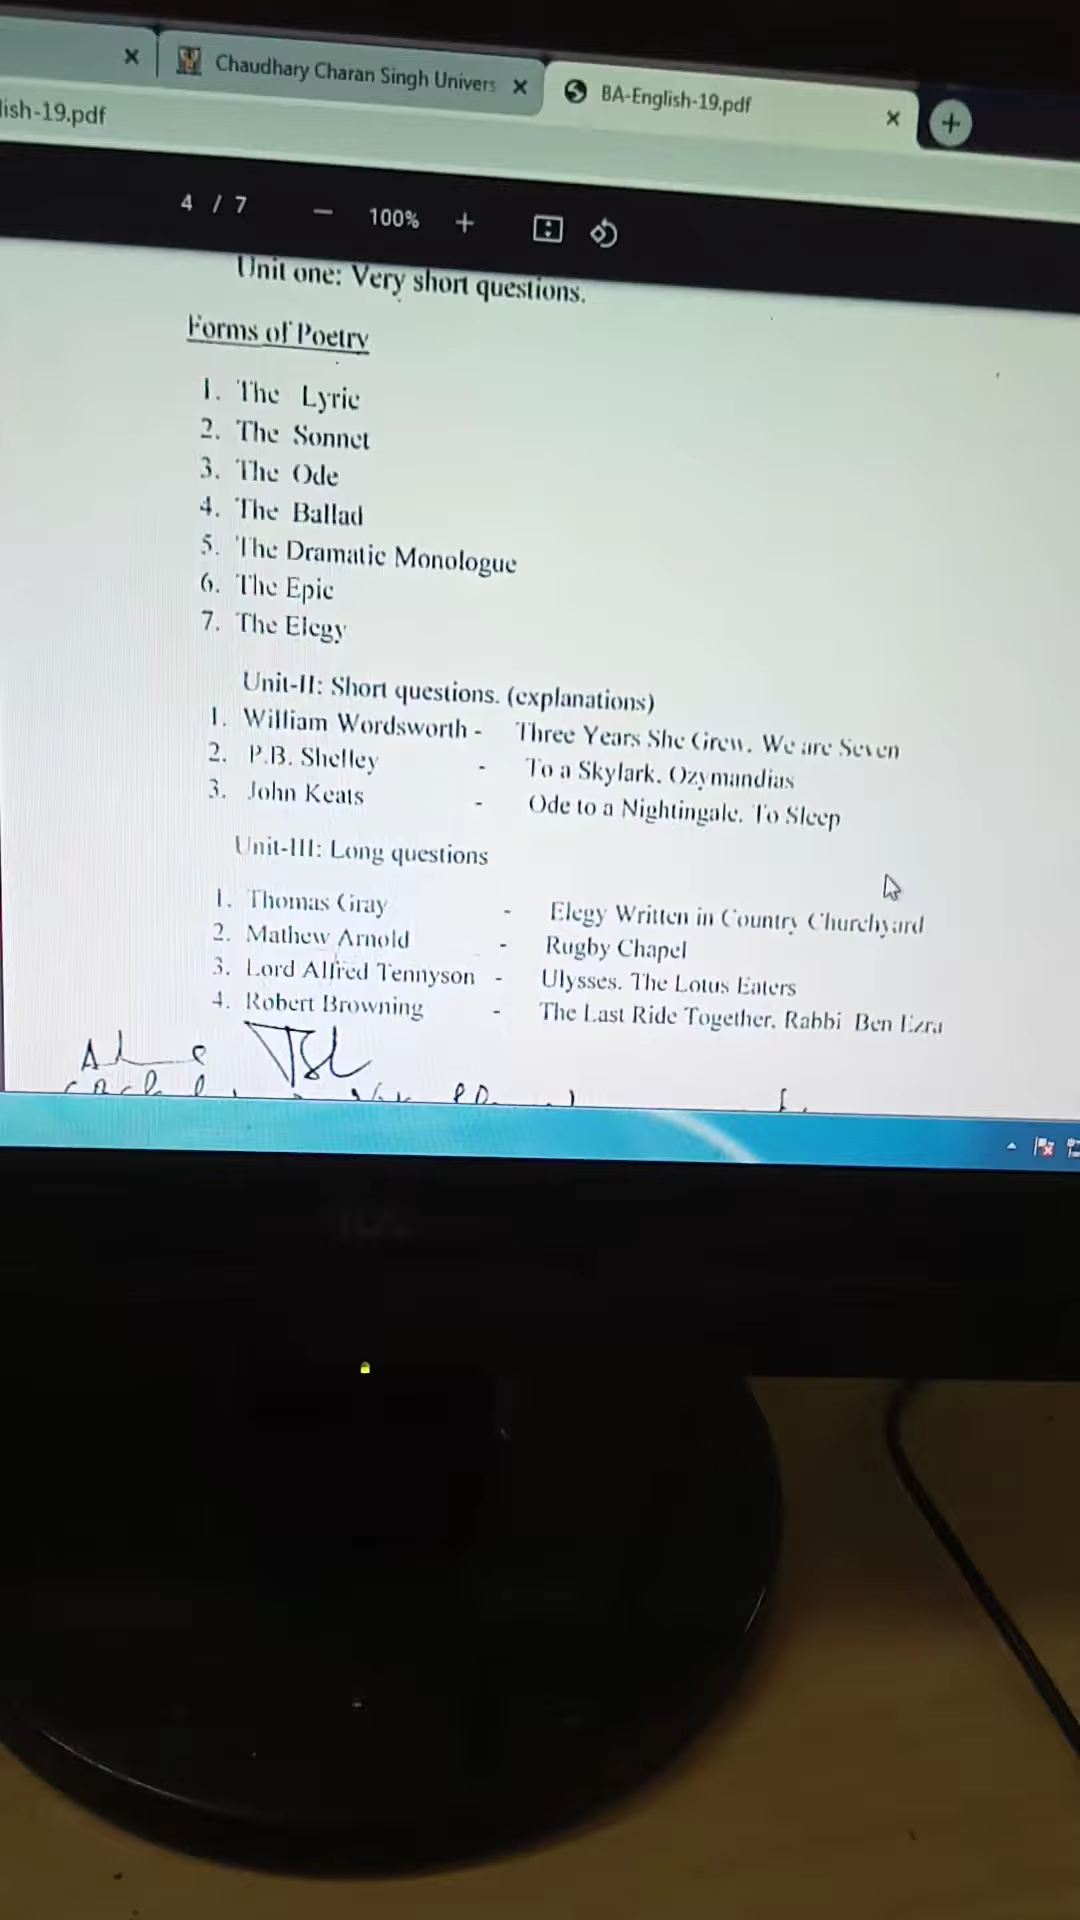 Chaudhary Charan Singh Univers
BA-English-19.pdf
lish-19.pdf
4 / 7
100%
Unit one: Very short questions.
Forms of Poetry
1. The Lyric
2. The Sonnet
3. The Ode
4. The Ballad
5. The Dramatic Monologue
6. The Epic
7. The Elegy
Unit-II: Short questions. (explanations)
1. William Wordsworth - Three Years She Grew. We are Seven
2. P.B. Shelley - To a Skylark. Ozymandias
3. John Keats - Ode to a Nightingale. To Sleep
Unit-III: Long questions
1. Thomas Gray - Elegy Written in Country Churchyard
2. Mathew Arnold - Rugby Chapel
3. Lord Alfred Tennyson - Ulysses. The Lotus Eaters
4. Robert Browning - The Last Ride Together. Rabbi Ben Ezra